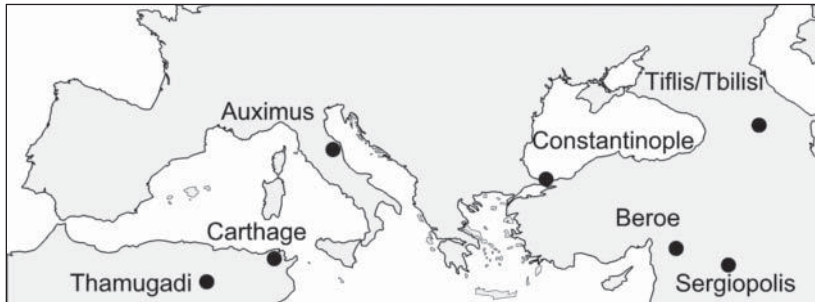 Tiflis/Tbilisi
Auximus
Constantinople
Beroe
Carthage
Thamugadi
Sergiopolis